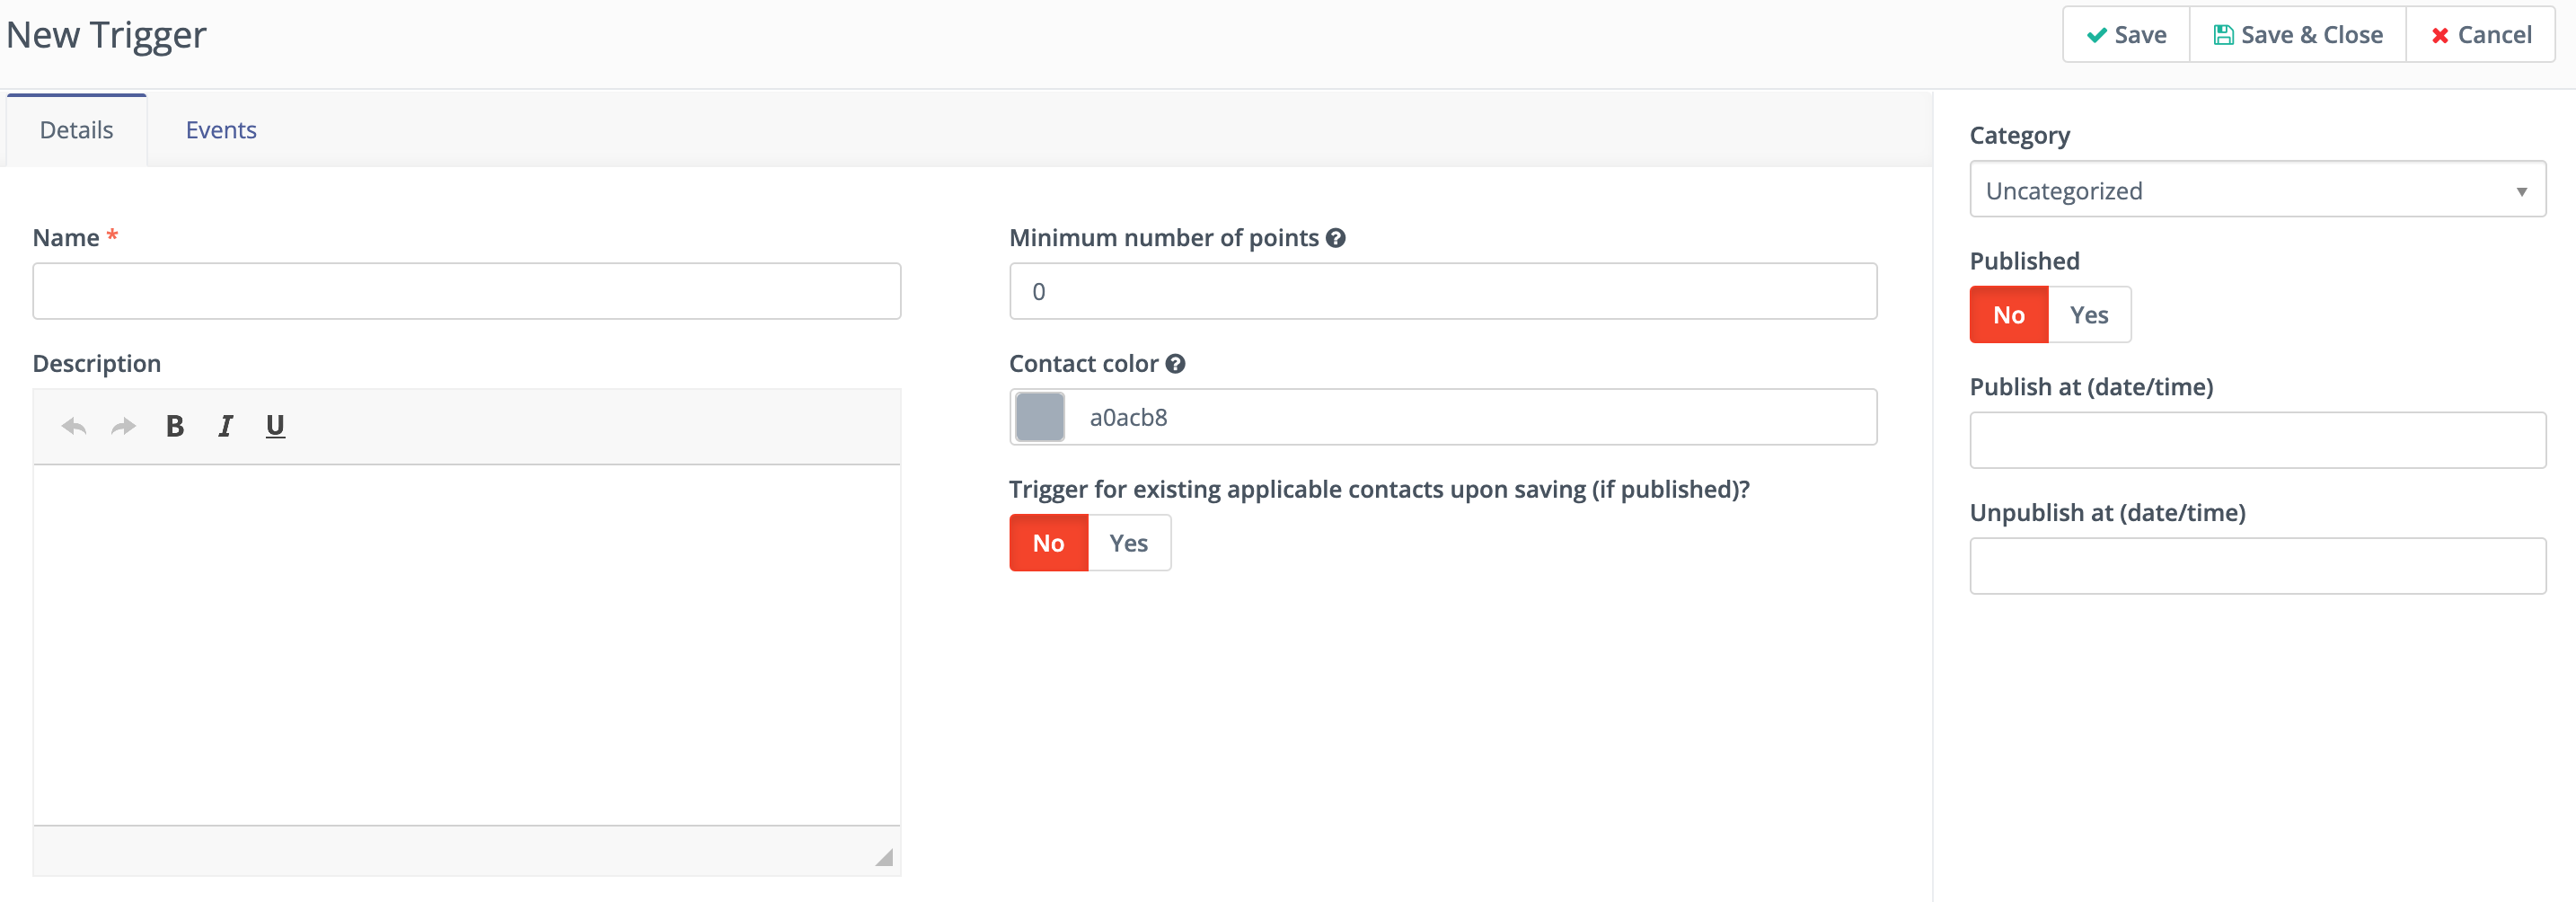 New Trigger
Save
Save & Close
Cancel
Details
Events
Name *
Description
B I U
Minimum number of points
0
Contact color
a0acb8
Trigger for existing applicable contacts upon saving (if published)?
No Yes
Category
Uncategorized
Published
No Yes
Publish at (date/time)
Unpublish at (date/time)